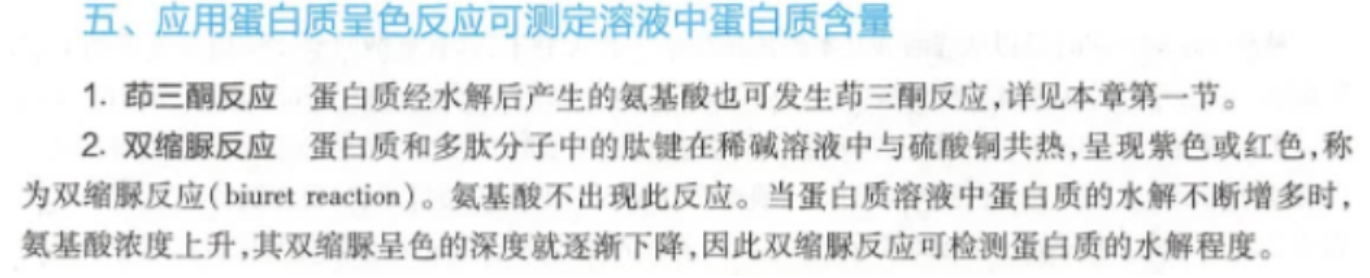 五、应用蛋白质呈色反应可测定溶液中蛋白质含量
1. 茚三酮反应 蛋白质经水解后产生的氨基酸也可发生茚三酮反应,详见本章第一节。
2. 双缩脲反应 蛋白质和多肽分子中的肽键在稀碱溶液中与硫酸铜共热,呈现紫色或红色,称
为双缩脲反应(biuret reaction)。氨基酸不出现此反应。当蛋白质溶液中蛋白质的水解不断增多时,
氨基酸浓度上升,其双缩脲呈色的深度就逐渐下降,因此双缩脲反应可检测蛋白质的水解程度。